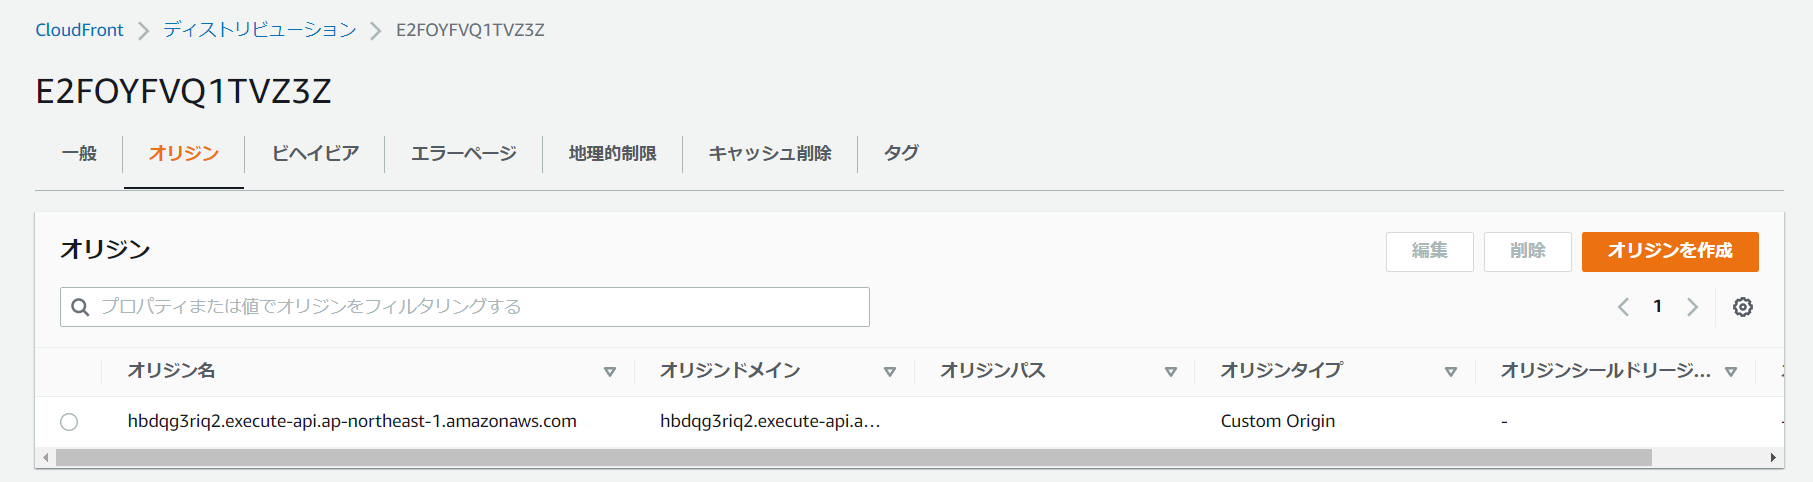 CloudFront > ディストリビューション > E2FOYFVQ1TVZ3Z
E2FOYFVQ1TVZ3Z
一般 オリジン ビヘイビア エラーページ 地理的制限 キャッシュ削除 タグ
オリジン 編集 削除 オリジンを作成
プロパティまたは値でオリジンをフィルタリングする 1
オリジン名 オリジンドメイン オリジンパス オリジンタイプ オリジンシールドリージ...
hbdqg3riq2.execute-api.ap-northeast-1.amazonaws.com hbdqg3riq2.execute-api.a... Custom Origin -